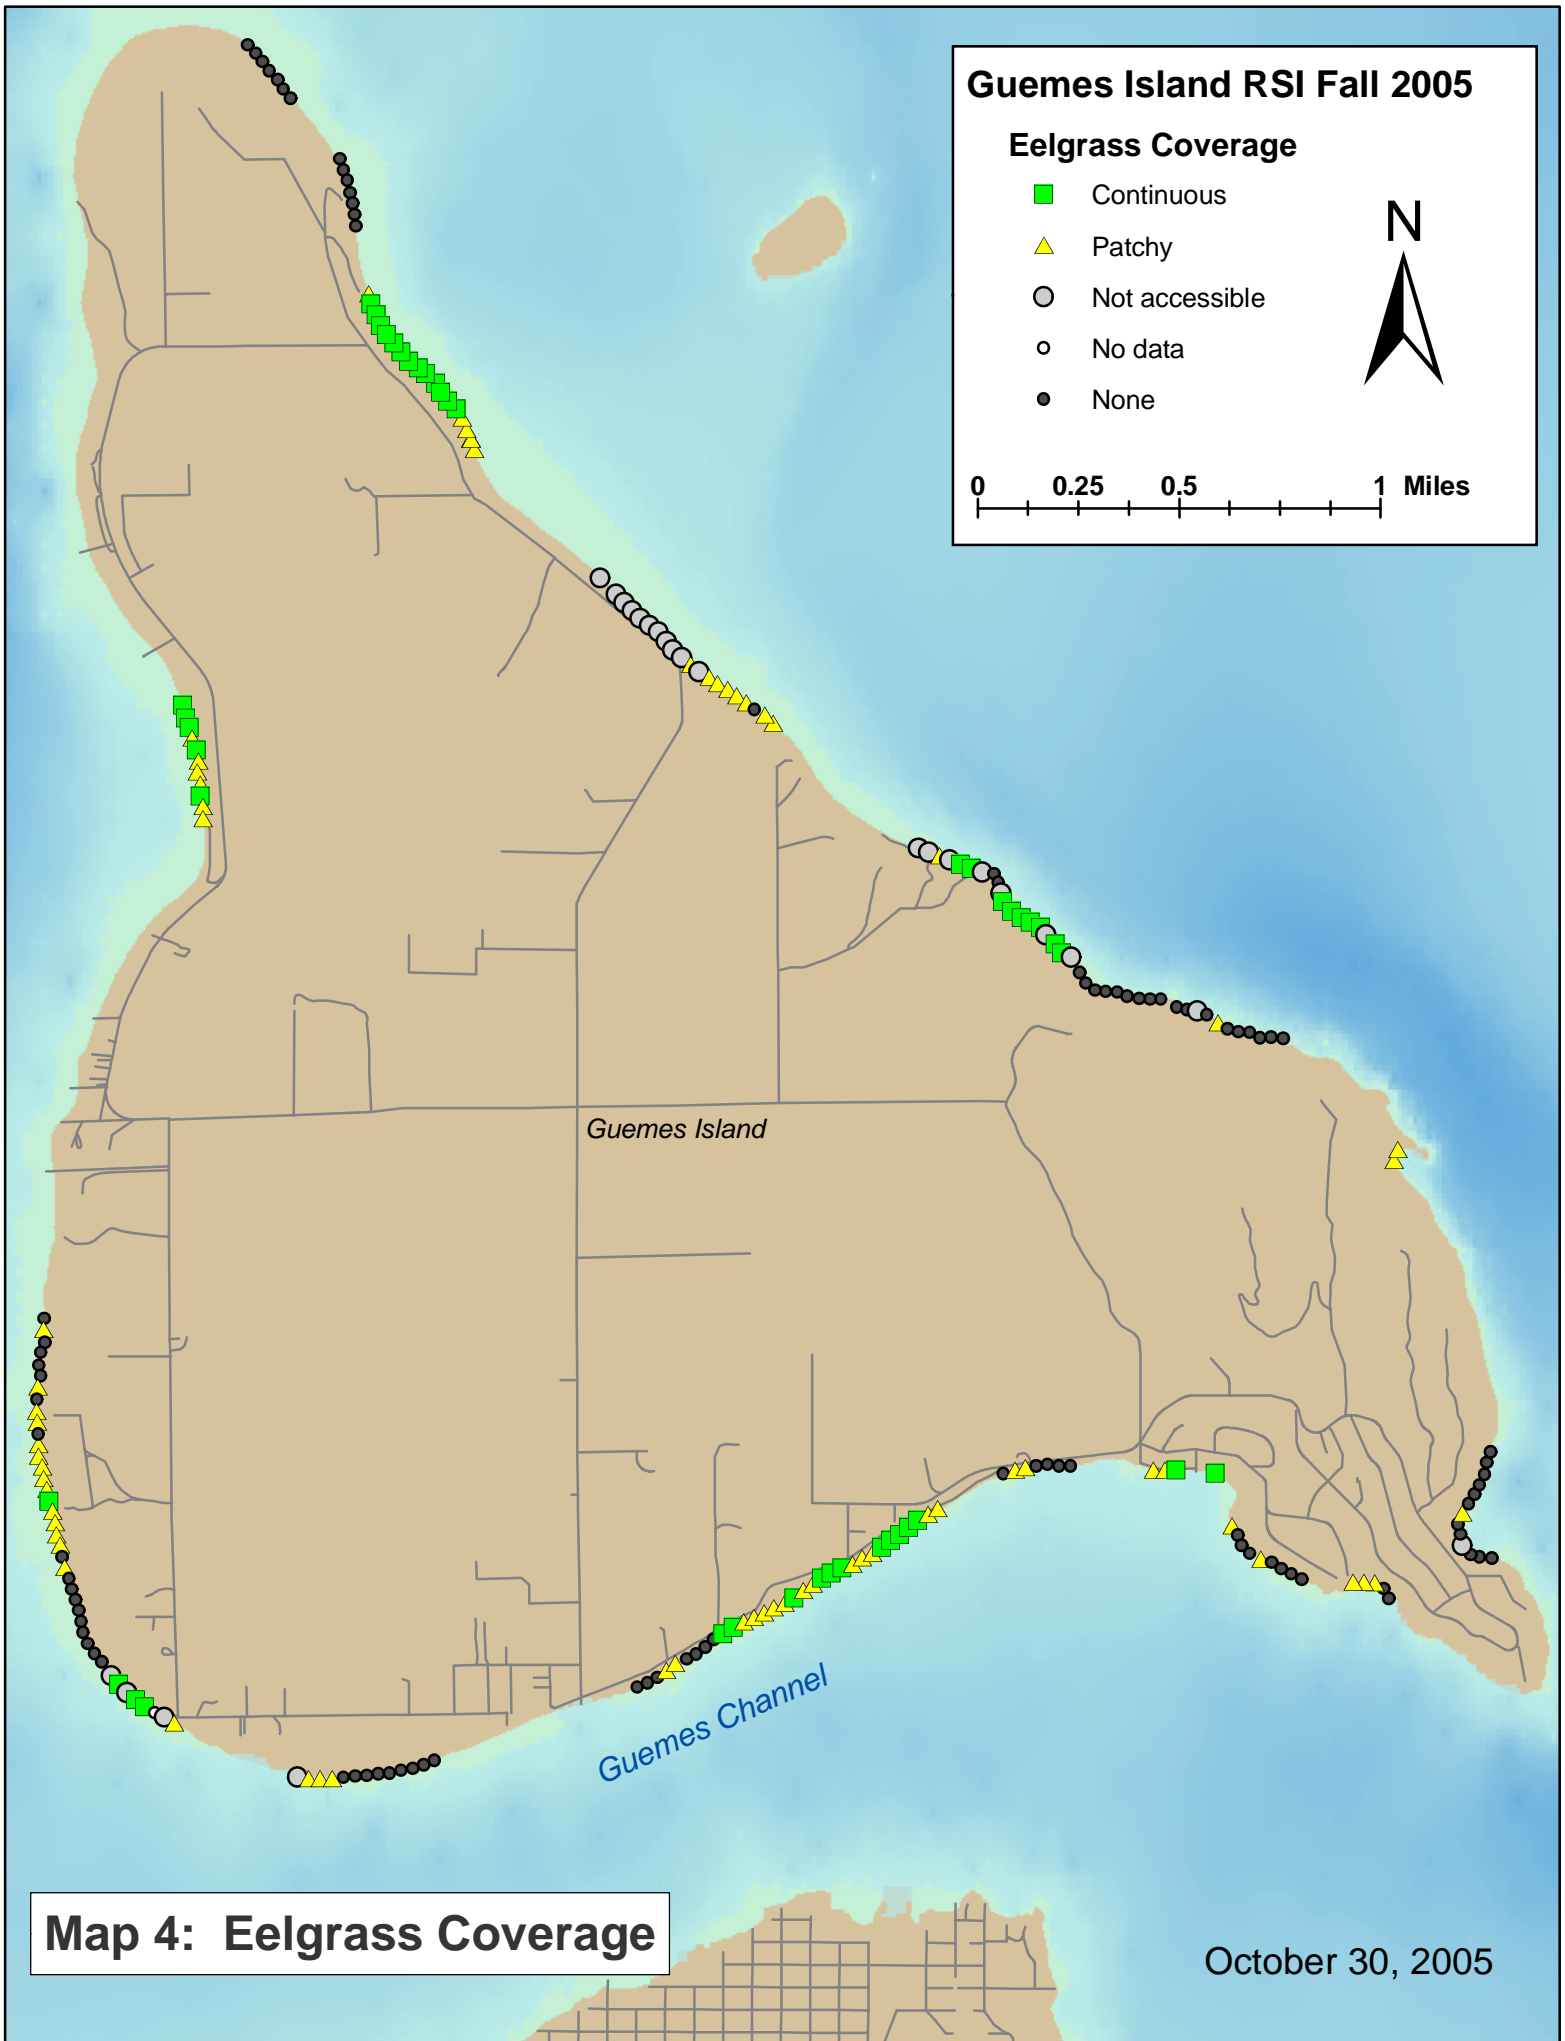 Guemes Island RSI Fall 2005
Eelgrass Coverage
Continuous
Patchy
Not accessible
No data
None
N
0 0.25 0.5 1 Miles
Guemes Island
Guemes Channel
Map 4: Eelgrass Coverage
October 30, 2005